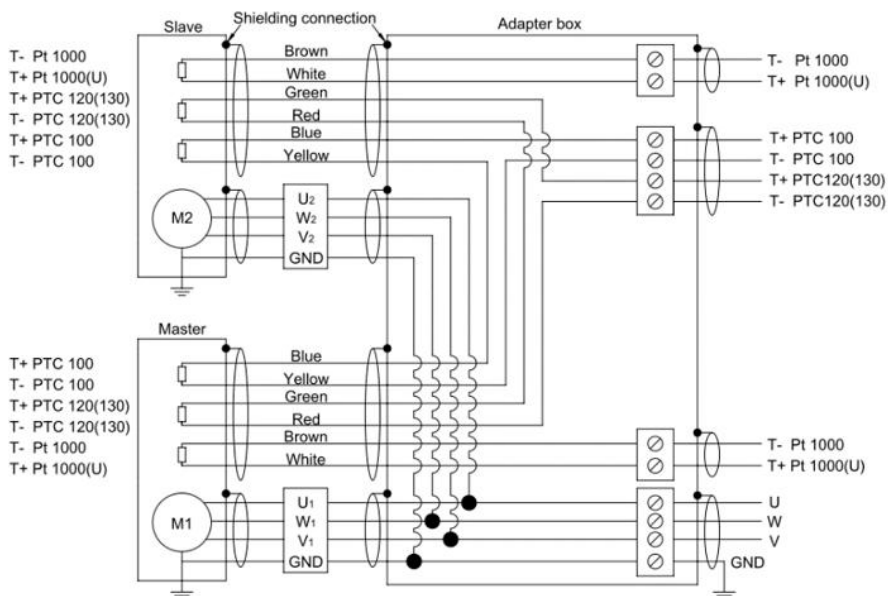 Slave
Shielding connection
Adapter box
T- Pt 1000
T+ Pt 1000(U)
T+ PTC 120(130)
T- PTC 120(130)
T+ PTC 100
T- PTC 100
Brown
White
Green
Red
Blue
Yellow
T- Pt 1000
T+ Pt 1000(U)
T+ PTC 100
T- PTC 100
T+ PTC120(130)
T- PTC120(130)
M2
U2
W2
V2
GND
Master
T+ PTC 100
T- PTC 100
T+ PTC 120(130)
T- PTC 120(130)
T- Pt 1000
T+ Pt 1000(U)
Blue
Yellow
Green
Red
Brown
White
T- Pt 1000
T+ Pt 1000(U)
M1
U1
W1
V1
GND
U
W
V
GND